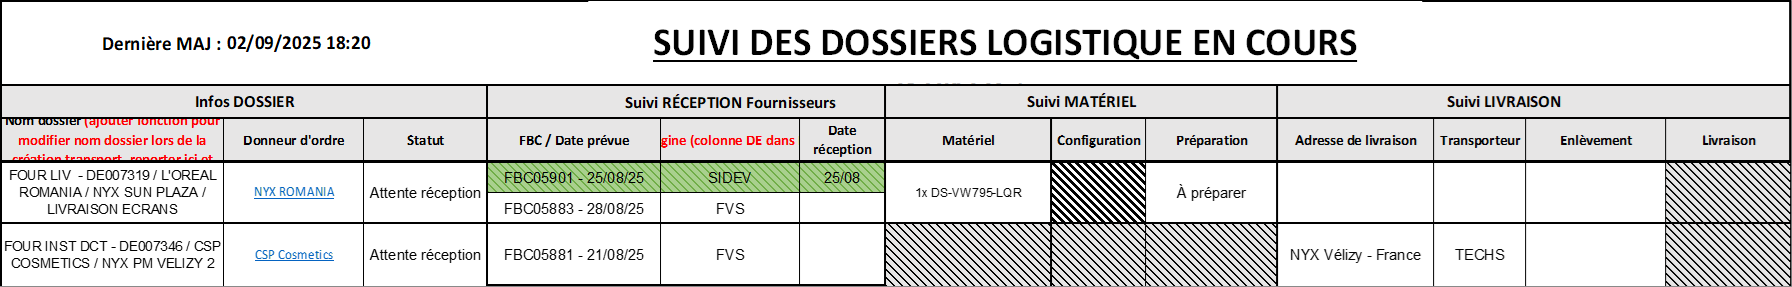 Dernière MAJ : 02/09/2025 18:20
SUIVI DES DOSSIERS LOGISTIQUE EN COURS
Infos DOSSIER
Suivi RÉCEPTION Fournisseurs
Suivi MATÉRIEL
Suivi LIVRAISON
Nom dossier (ajouter fonction pour
modifier nom dossier lors de la
création transport, reporter ici et
Donneur d'ordre
Statut
FBC / Date prévue
gine (colonne DE dans
Date
réception
Matériel
Configuration
Préparation
Adresse de livraison
Transporteur
Enlèvement
Livraison
FOUR LIV - DE007319 / L'OREAL
ROMANIA / NYX SUN PLAZA /
LIVRAISON ECRANS
NYX ROMANIA
Attente réception
FBC05901 - 25/08/25
SIDEV
25/08
FBC05883 - 28/08/25
FVS
1x DS-VW795-LQR
À préparer
FOUR INST DCT - DE007346 / CSP
COSMETICS / NYX PM VELIZY 2
CSP Cosmetics
Attente réception
FBC05881 - 21/08/25
FVS
NYX Vélizy - France
TECHS